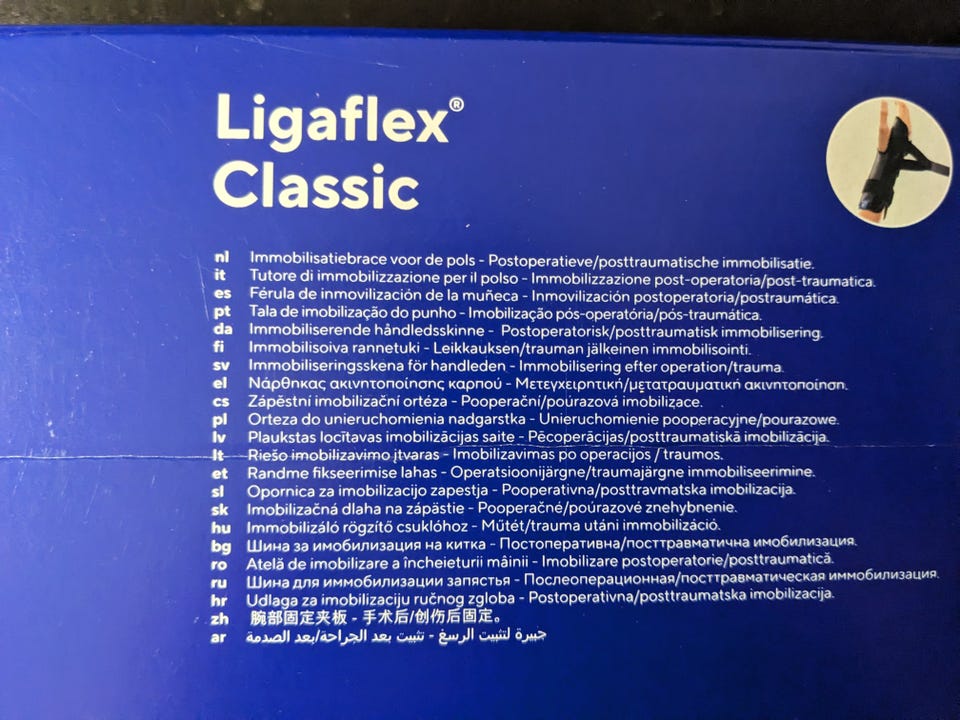 Ligaflex®
Classic
nl Immobilisatiebrace voor de pols - Postoperatieve/posttraumatische immobilisatie.
it Tutore di immobilizzazione per il polso - Immobilizzazione post-operatoria/post-traumatica.
es Férula de inmovilización de la muñeca - Inmovilización postoperatoria/postraumática.
pt Tala de imobilização do punho - Imobilização pós-operatória/pós-traumática.
da Immobiliserende håndledsskinne - Postoperatorisk/posttraumatisk immobilisering.
fi Immobilisoiva rannetuki - Leikkauksen/trauman jälkeinen immobilisointi.
sv Immobiliseringsskena för handleden - Immobilisering efter operation/trauma.
el Νάρθηκας ακινητοποίησης καρπού - Μετεγχειρητική/μετατραυματική ακινητοποίηση.
cs Zápěstní imobilizační ortéza - Pooperační/poúrazová imobilizace.
pl Orteza do unieruchomienia nadgarstka - Unieruchomienie pooperacyjne/pourazowe.
lv Plaukstas locītavas imobilizācijas saite - Pēcoperācijas/posttraumatiskā imobilizācija.
lt Riešo imobilizavimo įtvaras - Imobilizavimas po operacijos / traumos.
et Randme fikseerimise lahas - Operatsioonijärgne/traumajärgne immobiliseerimine.
sl Opornica za imobilizacijo zapestja - Pooperativna/posttravmatska imobilizacija.
sk Imobilizačná dlaha na zápästie - Pooperačné/poúrazové znehybnenie.
hu Immobilizáló rögzítő csuklóhoz - Műtét/trauma utáni immobilizáció.
bg Шина за имобилизация на китка - Постоперативна/посттравматична имобилизация.
ro Atelă de imobilizare a încheieturii mâinii - Imobilizare postoperatorie/posttraumatică.
ru Шина для иммобилизации запястья - Послеоперационная/посттравматическая иммобилизация.
hr Udlaga za imobilizaciju ručnog zgloba - Postoperativna/posttraumatska imobilizacija.
zh 腕部固定夹板 - 手术后/创伤后固定。
ar جبيرة لتثبيت الرسغ - تثبيت بعد الجراحة/بعد الصدمة